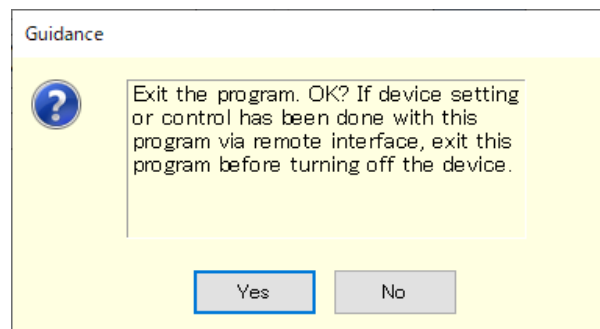 Guidance
Exit the program. OK? If device setting
or control has been done with this
program via remote interface, exit this
program before turning off the device.
Yes
No